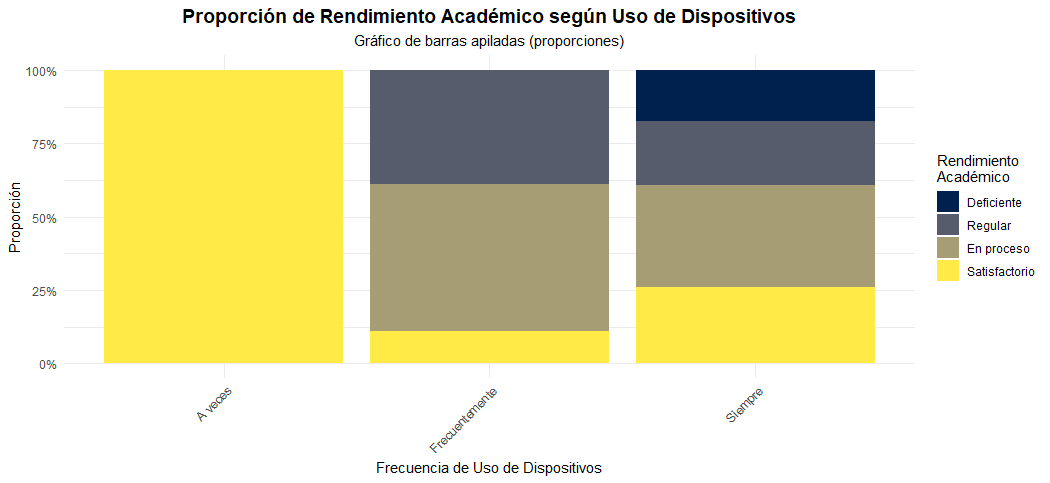 Proporción de Rendimiento Académico según Uso de Dispositivos
Gráfico de barras apiladas (proporciones)
Proporción
100%
75%
50%
25%
0%
A veces
Frecuentemente
Siempre
Frecuencia de Uso de Dispositivos
Rendimiento
Académico
Deficiente
Regular
En proceso
Satisfactorio